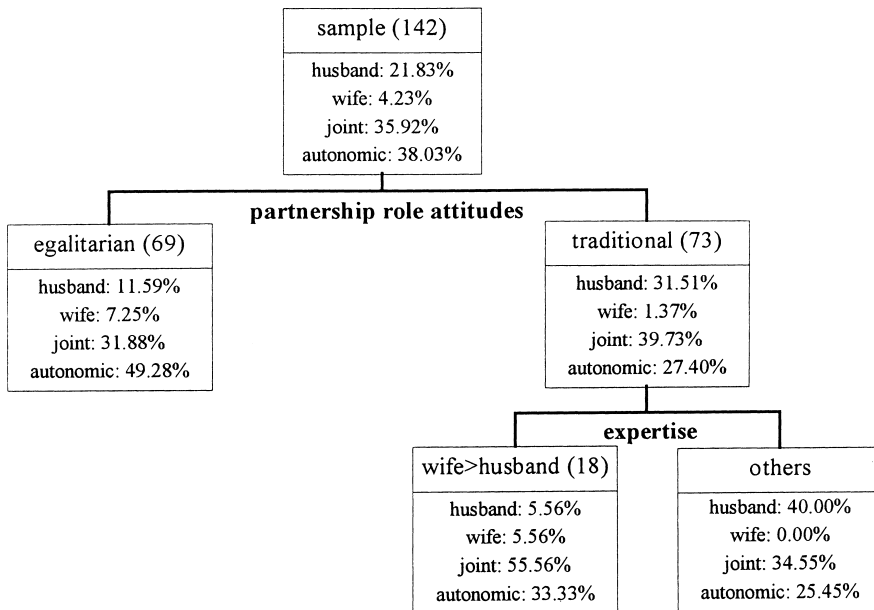 sample (142)
husband: 21.83%
wife: 4.23%
joint: 35.92%
autonomic: 38.03%
partnership role attitudes
egalitarian (69)
husband: 11.59%
wife: 7.25%
joint: 31.88%
autonomic: 49.28%
traditional (73)
husband: 31.51%
wife: 1.37%
joint: 39.73%
autonomic: 27.40%
expertise
wife>husband (18)
husband: 5.56%
wife: 5.56%
joint: 55.56%
autonomic: 33.33%
others
husband: 40.00%
wife: 0.00%
joint: 34.55%
autonomic: 25.45%